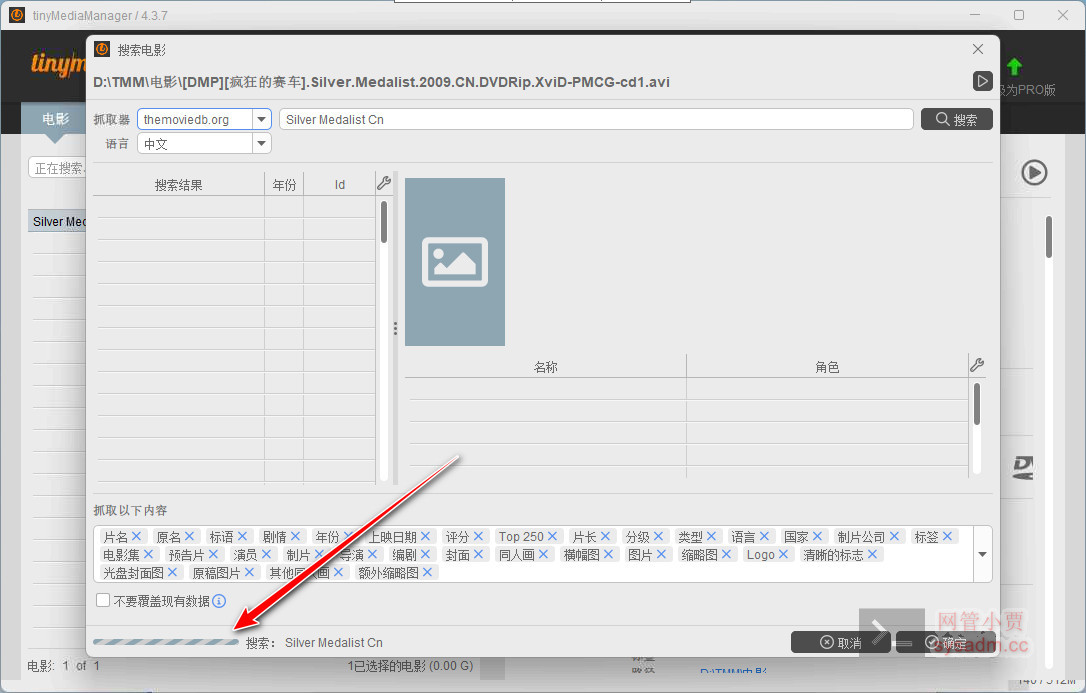 tinyMediaManager / 4.3.7
tinym
搜索电影
D:\TMM\电影\[DMP][疯狂的赛车].Silver.Medalist.2009.CN.DVDRip.XviD-PMCG-cd1.avi
为PRO版
电影
抓取器 themoviedb.org Silver Medalist Cn 搜索
语言 中文
正在搜索
搜索结果 年份 Id
Silver Med
名称 角色
抓取以下内容
片名 原名 标语 剧情 年份 上映日期 评分 Top 250 片长 分级 类型 语言 国家 制片公司 标签
电影集 预告片 演员 制片 导演 编剧 封面 同人画 横幅图 图片 缩略图 Logo 清晰的标志
光盘封面图 原稿图片 其他同人画 额外缩略图
不要覆盖现有数据
搜索: Silver Medalist Cn 取消 确定
网管小贾
sysadm.cc
电影: 1 of 1 1已选择的电影 (0.00 G)
路径 D:\TMM\电影